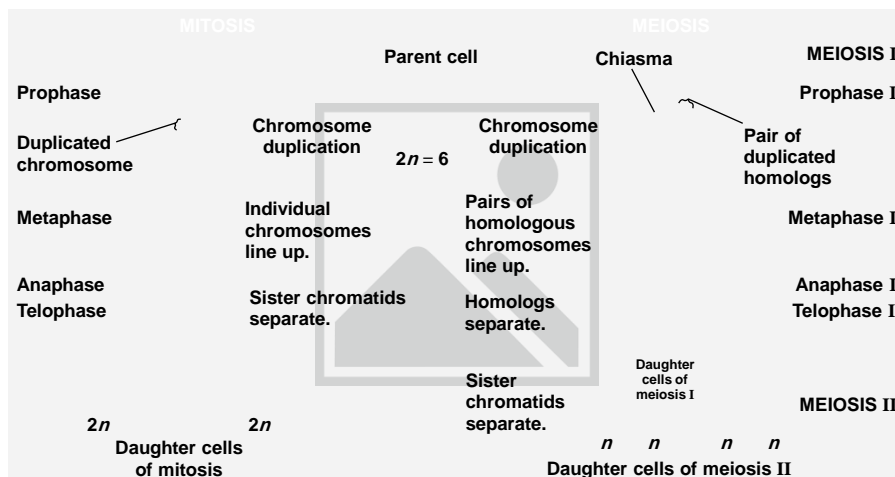 MITOSIS
MEIOSIS
Parent cell
Chiasma
MEIOSIS I
Prophase
Prophase I
Duplicated
chromosome
Chromosome
duplication
2n = 6
Chromosome
duplication
Pair of
duplicated
homologs
Metaphase
Individual
chromosomes
line up.
Pairs of
homologous
chromosomes
line up.
Metaphase I
Anaphase
Telophase
Sister chromatids
separate.
Homologs
separate.
Anaphase I
Telophase I
Daughter
cells of
meiosis I
Sister
chromatids
separate.
MEIOSIS II
2n
2n
Daughter cells
of mitosis
n
n
n
n
Daughter cells of meiosis II